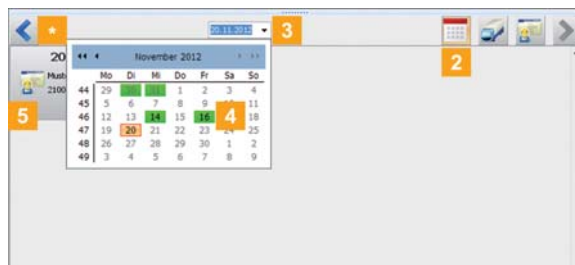 *
20.11.2012
3
2
20
Must
2100
5
November 2012
Mo Di Mi Do Fr Sa So
44 29 30 31 1 2 3 4
45 5 6 7 8 9 11
46 12 13 14 15 16 4 18
47 19 20 21 22 23 24 25
48 26 27 28 29 30 1 2
49 3 4 5 6 7 8 9